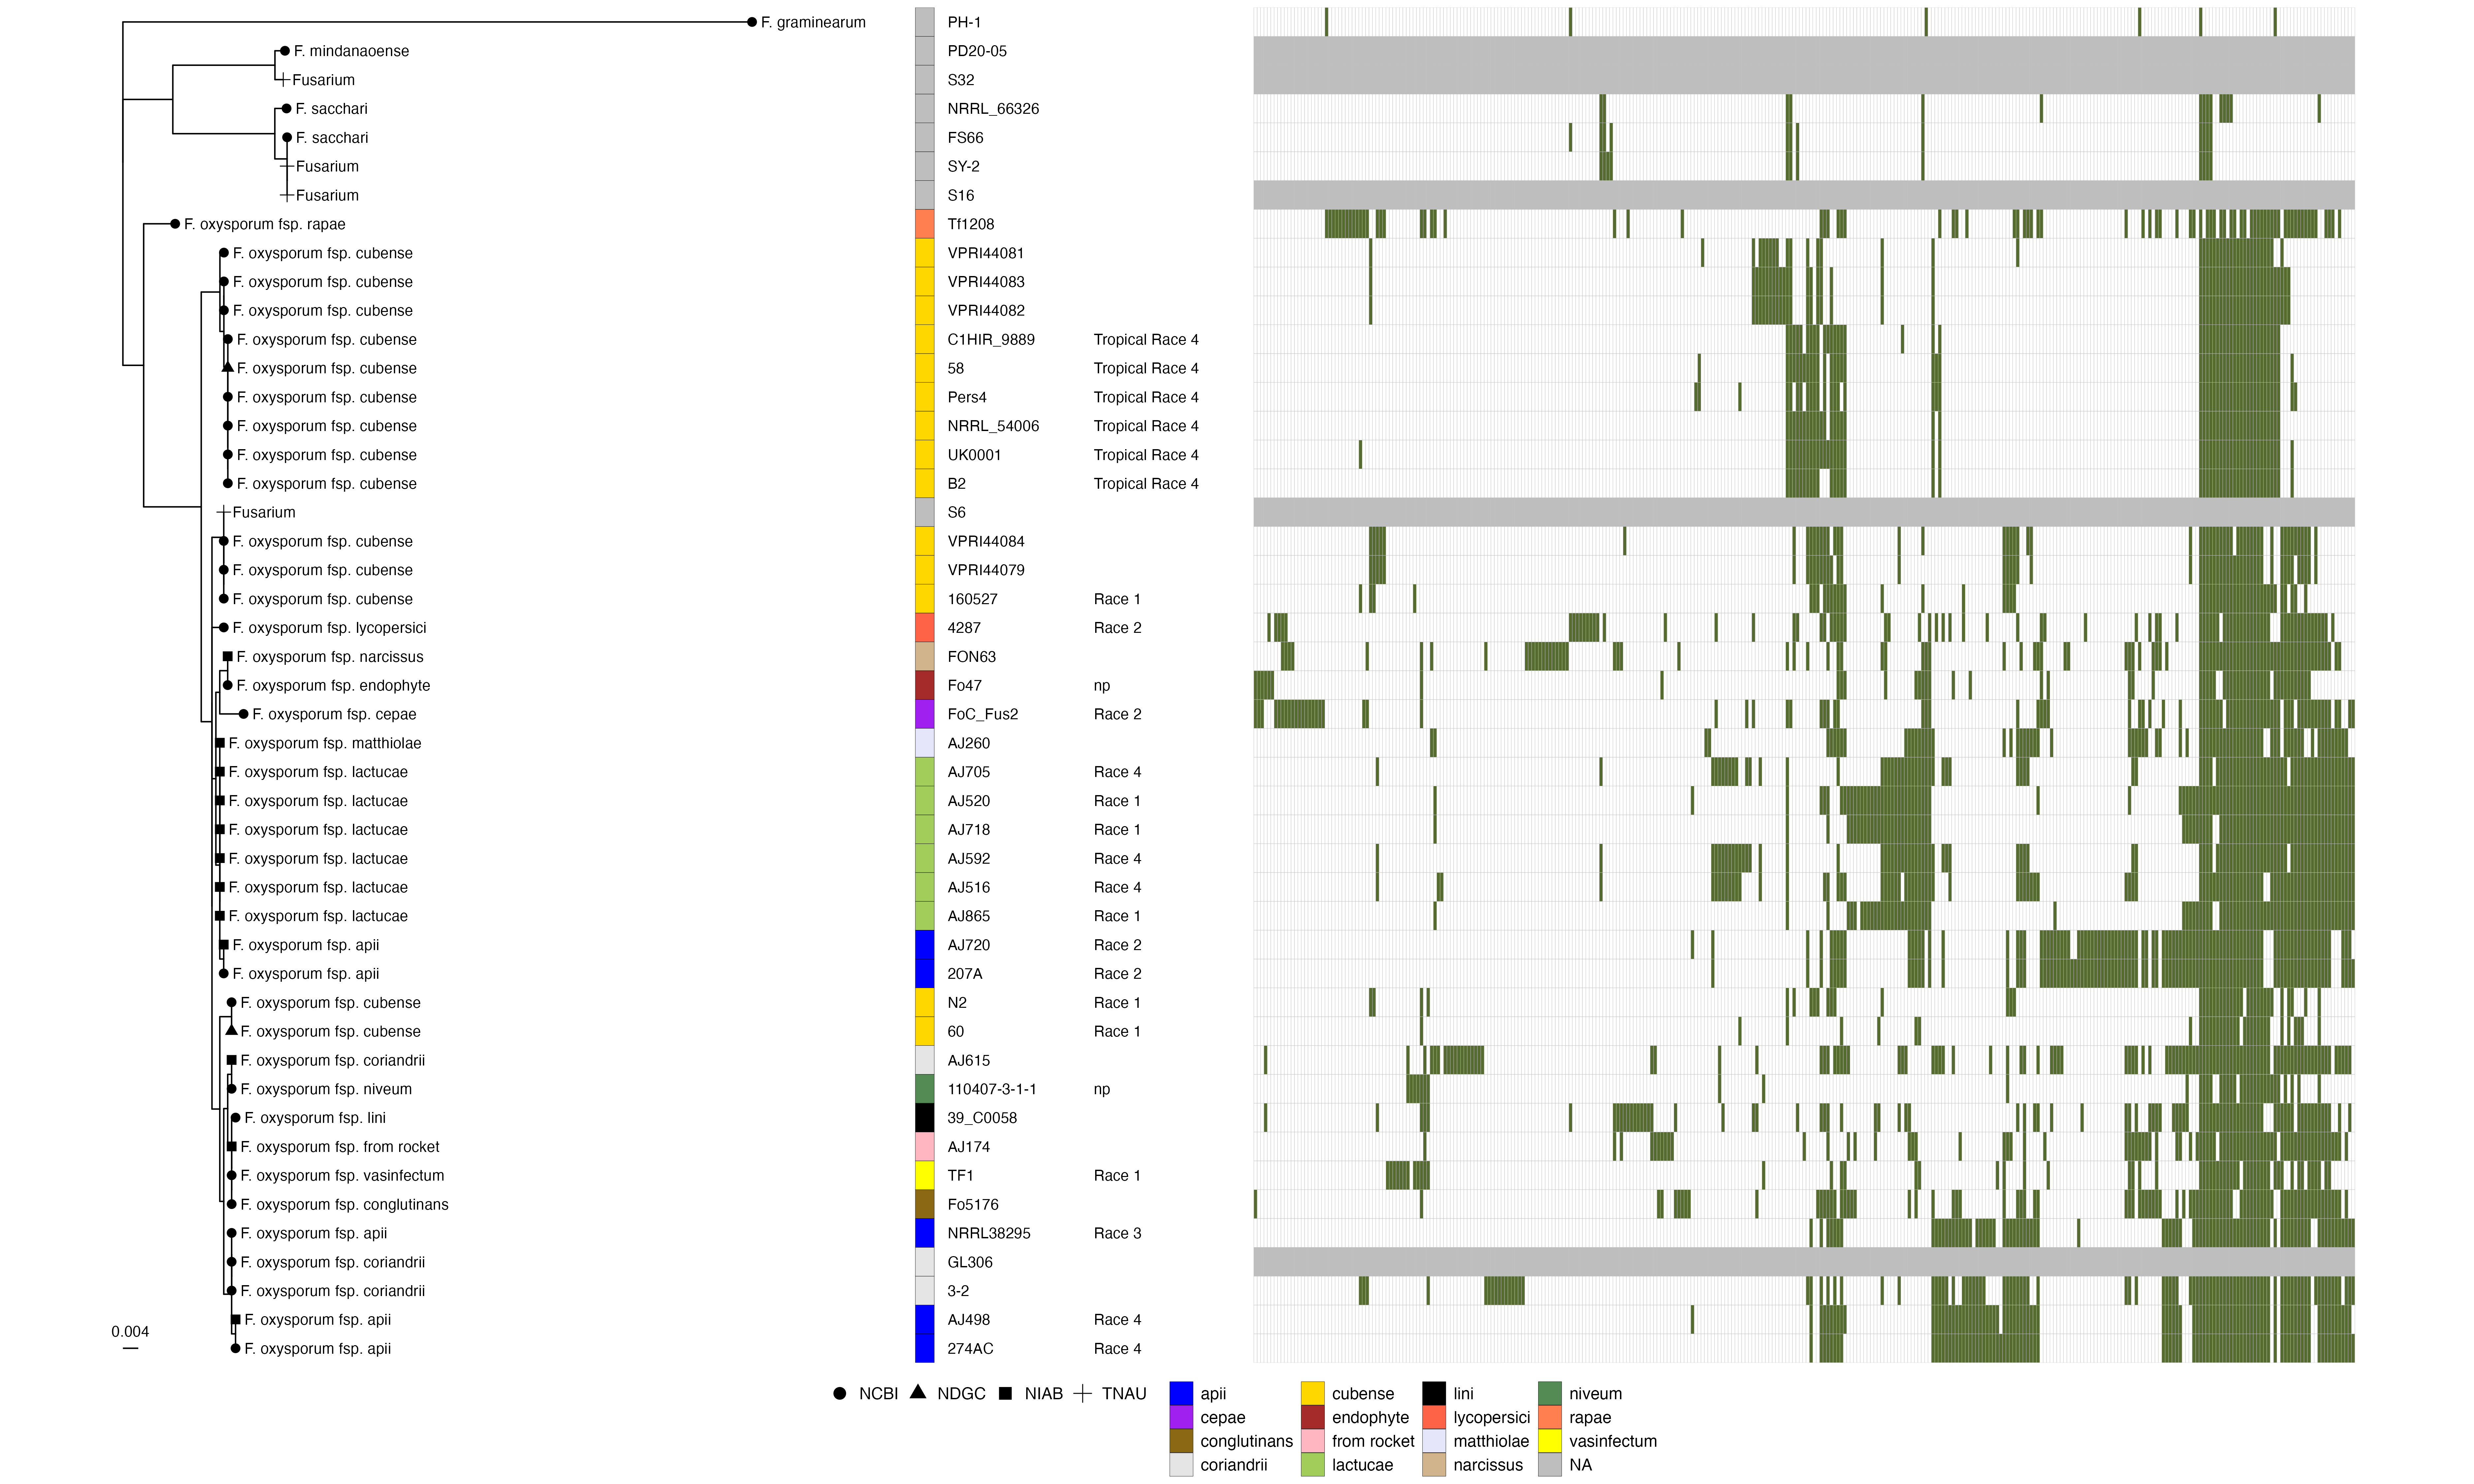 F. graminearum PH-1
F. mindanaoense PD20-05
Fusarium S32
F. sacchari NRRL_66326
F. sacchari FS66
Fusarium SY-2
Fusarium S16
F. oxysporum fsp. rapae Tf1208
F. oxysporum fsp. cubense VPRI44081
F. oxysporum fsp. cubense VPRI44083
F. oxysporum fsp. cubense VPRI44082
F. oxysporum fsp. cubense C1HIR_9889 Tropical Race 4
F. oxysporum fsp. cubense 58 Tropical Race 4
F. oxysporum fsp. cubense Pers4 Tropical Race 4
F. oxysporum fsp. cubense NRRL_54006 Tropical Race 4
F. oxysporum fsp. cubense UK0001 Tropical Race 4
F. oxysporum fsp. cubense B2 Tropical Race 4
Fusarium S6
F. oxysporum fsp. cubense VPRI44084
F. oxysporum fsp. cubense VPRI44079
F. oxysporum fsp. cubense 160527 Race 1
F. oxysporum fsp. lycopersici 4287 Race 2
F. oxysporum fsp. narcissus FON63
F. oxysporum fsp. endophyte Fo47 np
F. oxysporum fsp. cepae FoC_Fus2 Race 2
F. oxysporum fsp. matthiolae AJ260
F. oxysporum fsp. lactucae AJ705 Race 4
F. oxysporum fsp. lactucae AJ520 Race 1
F. oxysporum fsp. lactucae AJ718 Race 1
F. oxysporum fsp. lactucae AJ592 Race 4
F. oxysporum fsp. lactucae AJ516 Race 4
F. oxysporum fsp. lactucae AJ865 Race 1
F. oxysporum fsp. apii AJ720 Race 2
F. oxysporum fsp. apii 207A Race 2
F. oxysporum fsp. cubense N2 Race 1
F. oxysporum fsp. cubense 60 Race 1
F. oxysporum fsp. coriandrii AJ615
F. oxysporum fsp. niveum 110407-3-1-1 np
F. oxysporum fsp. lini 39_C0058
F. oxysporum fsp. from rocket AJ174
F. oxysporum fsp. vasinfectum TF1 Race 1
F. oxysporum fsp. conglutinans Fo5176
F. oxysporum fsp. apii NRRL38295 Race 3
F. oxysporum fsp. coriandrii GL306
F. oxysporum fsp. coriandrii 3-2
F. oxysporum fsp. apii AJ498 Race 4
F. oxysporum fsp. apii 274AC Race 4
0.004
NCBI NDGC NIAB TNAU
apii cubense lini niveum
cepae endophyte lycopersici rapae
conglutinans from rocket matthiolae vasinfectum
coriandrii lactucae narcissus NA